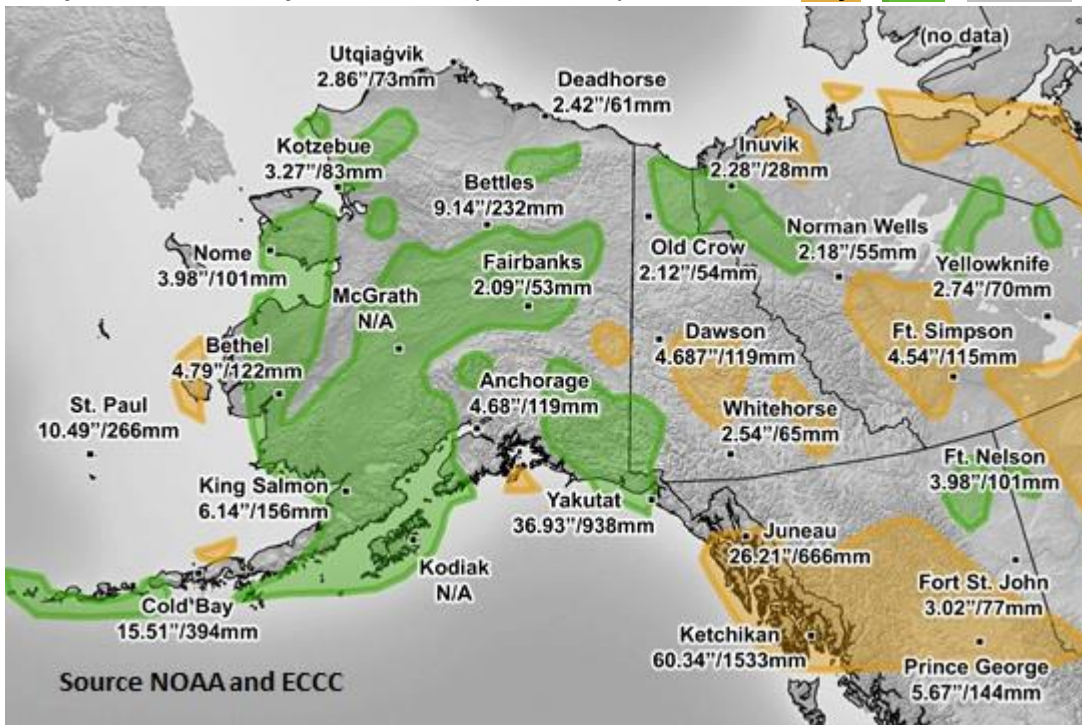 (no data)
Utqiaġvik
2.86”/73mm
Deadhorse
2.42”/61mm
Kotzebue
3.27”/83mm
Inuvik
2.28”/28mm
Bettles
9.14”/232mm
Nome
3.98”/101mm
Fairbanks
2.09”/53mm
Old Crow
2.12”/54mm
Norman Wells
2.18”/55mm
Yellowknife
2.74”/70mm
McGrath
N/A
Bethel
4.79”/122mm
Dawson
4.687”/119mm
Ft. Simpson
4.54”/115mm
St. Paul
10.49”/266mm
Anchorage
4.68”/119mm
Whitehorse
2.54”/65mm
King Salmon
6.14”/156mm
Yakutat
36.93”/938mm
Ft. Nelson
3.98”/101mm
Juneau
26.21”/666mm
Kodiak
N/A
Cold Bay
15.51”/394mm
Fort St. John
3.02”/77mm
Ketchikan
60.34”/1533mm
Prince George
5.67”/144mm
Source NOAA and ECCC